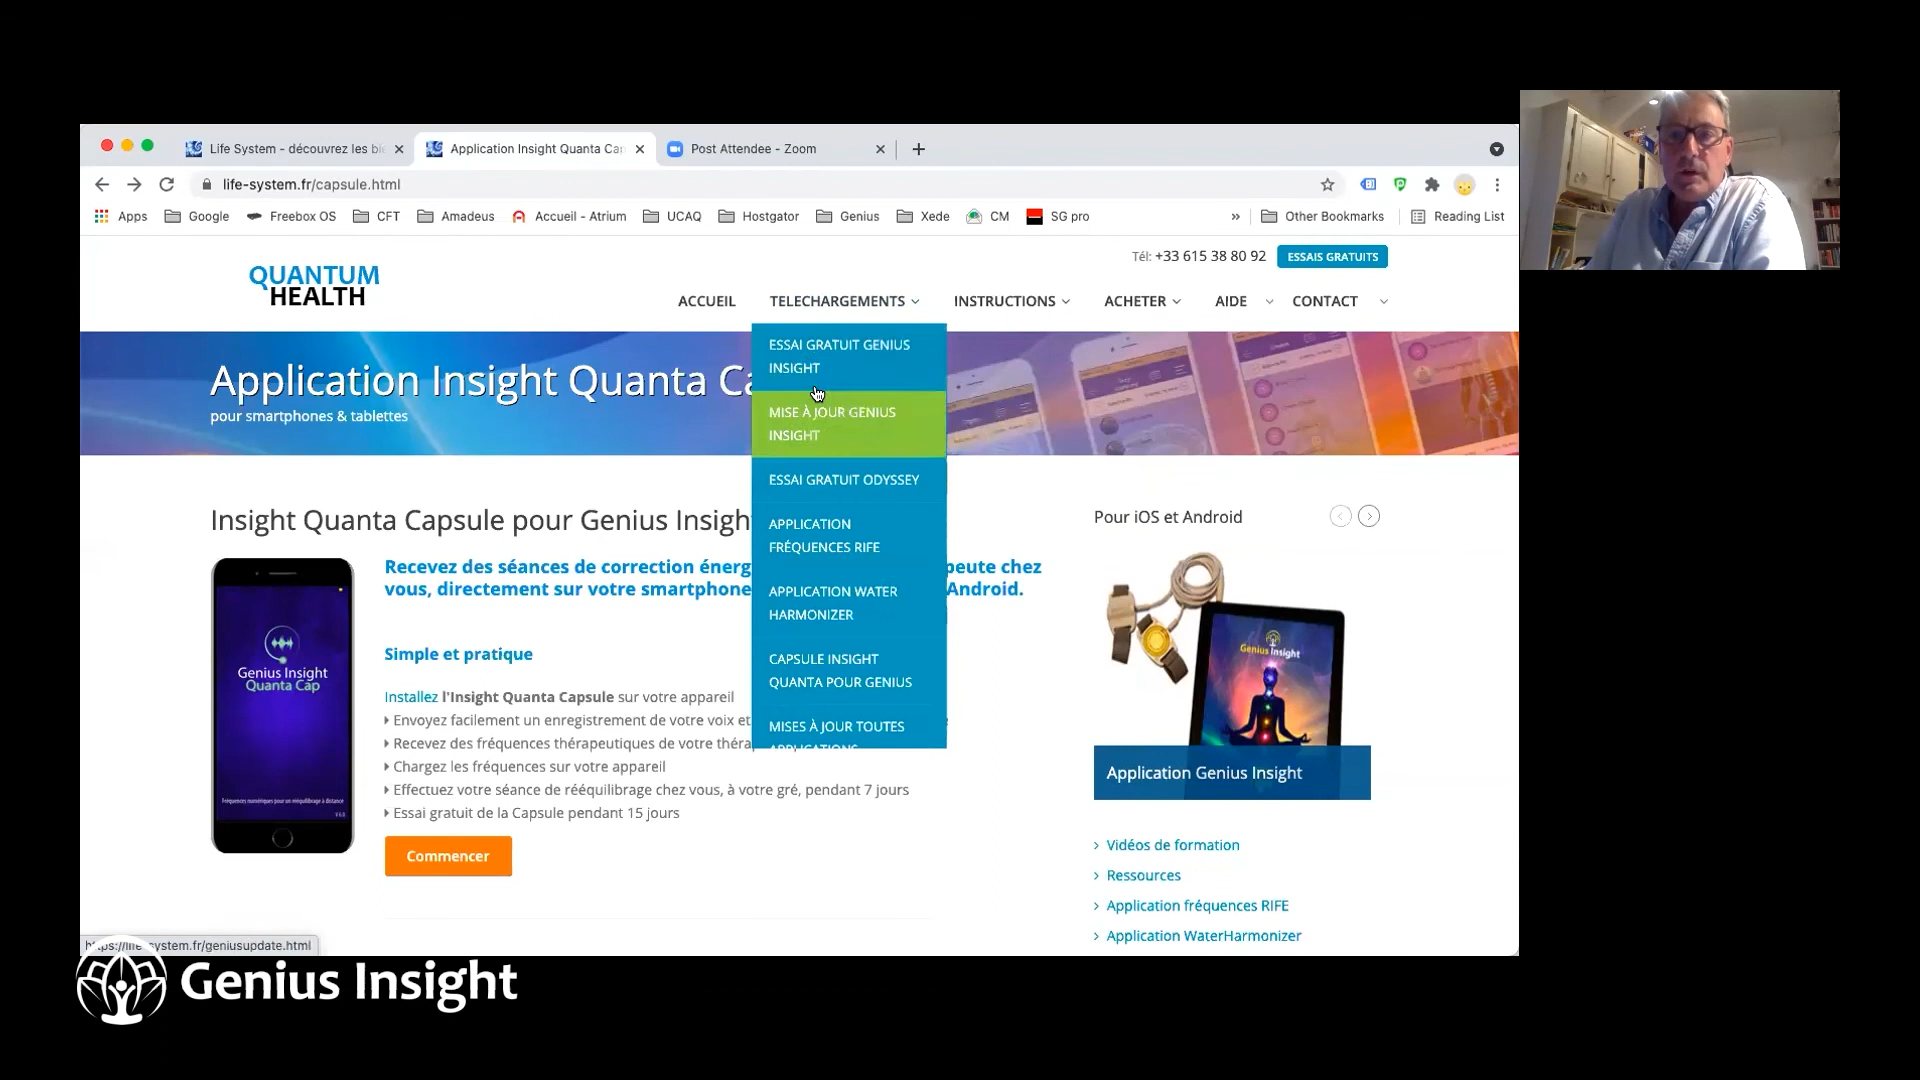 Life System - découvrez les bi
Application Insight Quanta Ca
Post Attendee - Zoom
life-system.fr/capsule.html
Apps
Google
Freebox OS
CFT
Amadeus
Accueil - Atrium
UCAQ
Hostgator
Genius
Xede
CM
SG pro
»
Other Bookmarks
Reading List
Tél: +33 615 38 80 92
ESSAIS GRATUITS
QUANTUM
HEALTH
ACCUEIL
TELECHARGEMENTS
INSTRUCTIONS
ACHETER
AIDE
CONTACT
ESSAI GRATUIT GENIUS
INSIGHT
MISE À JOUR GENIUS
INSIGHT
ESSAI GRATUIT ODYSSEY
APPLICATION
FRÉQUENCES RIFE
APPLICATION WATER
HARMONIZER
CAPSULE INSIGHT
QUANTA POUR GENIUS
MISES À JOUR TOUTES
APPLICATIONS
Application Insight Quanta Ca
pour smartphones & tablettes
Insight Quanta Capsule pour Genius Insigh
Genius Insight
Quanta Cap
Fréquences numériques pour un rééquilibrage à distance
Recevez des séances de correction énerg
peute chez
vous, directement sur votre smartphone
Android.
Simple et pratique
Installez l'Insight Quanta Capsule sur votre appareil
Envoyez facilement un enregistrement de votre voix et
Recevez des fréquences thérapeutiques de votre théra
Chargez les fréquences sur votre appareil
Effectuez votre séance de rééquilibrage chez vous, à votre gré, pendant 7 jours
Essai gratuit de la Capsule pendant 15 jours
Commencer
Pour iOS et Android
Genius Insight
Application Genius Insight
Vidéos de formation
Ressources
Application fréquences RIFE
Application WaterHarmonizer
https://life-system.fr/geniusupdate.html
Genius Insight